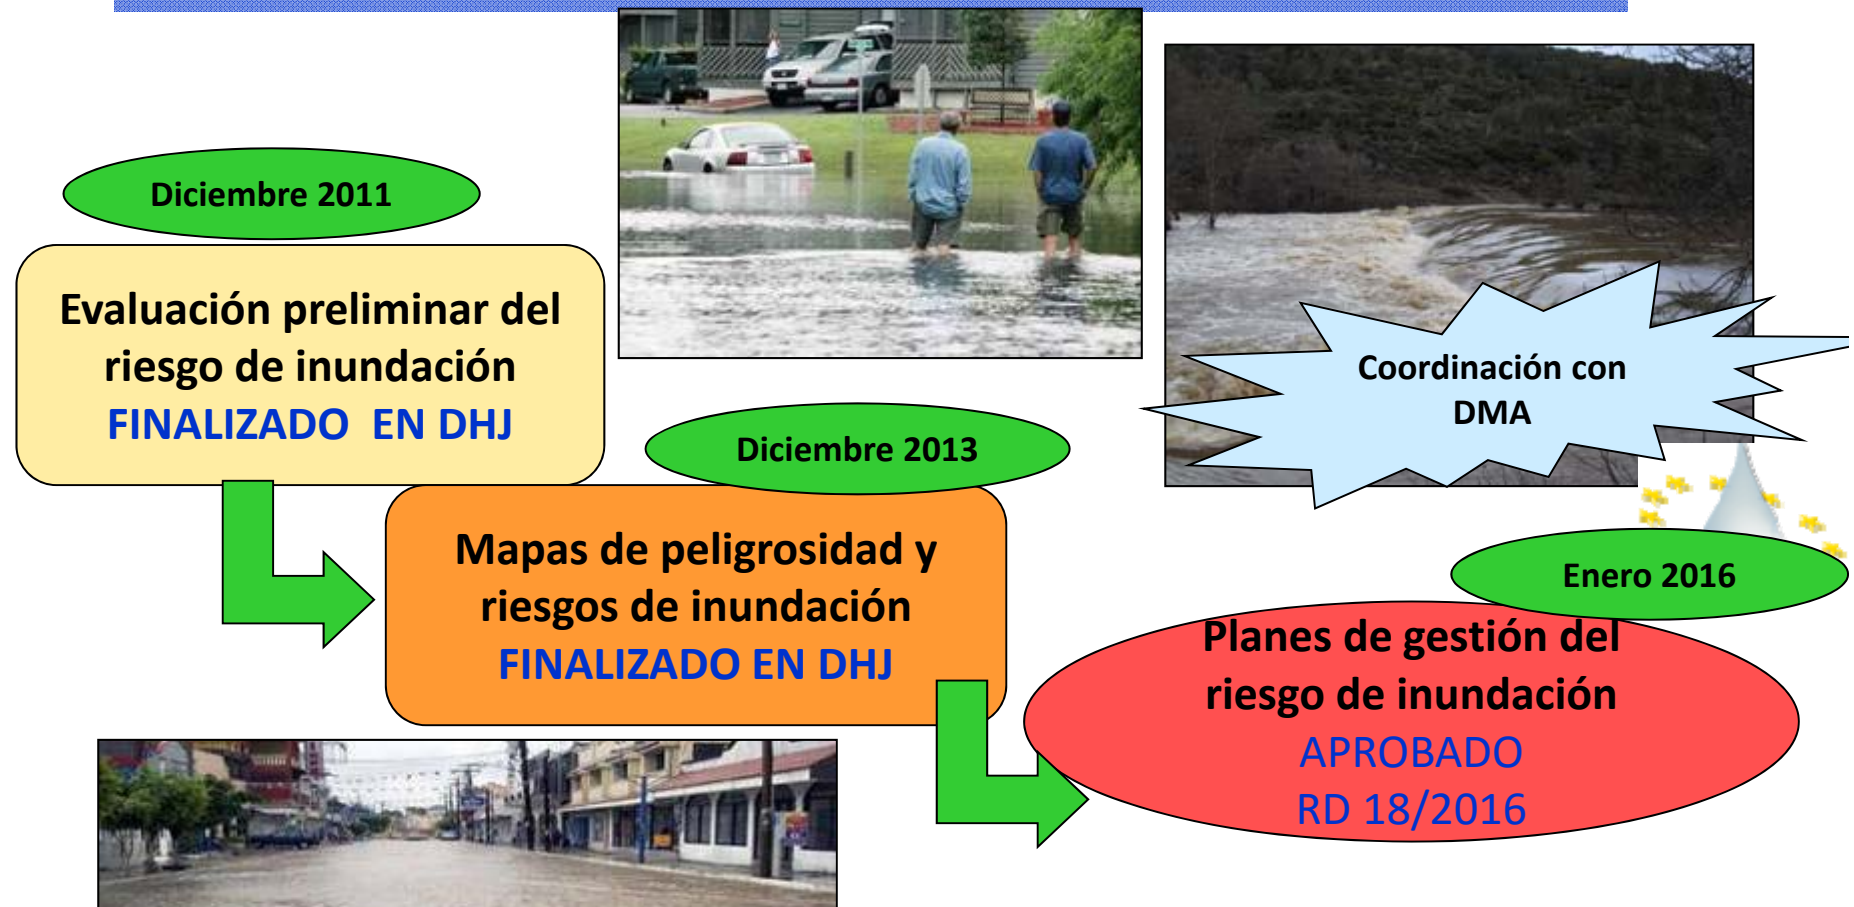 Diciembre 2011
Evaluación preliminar del
riesgo de inundación
FINALIZADO EN DHJ
Diciembre 2013
Mapas de peligrosidad y
riesgos de inundación
FINALIZADO EN DHJ
Coordinación con
DMA
Enero 2016
Planes de gestión del
riesgo de inundación
APROBADO
RD 18/2016